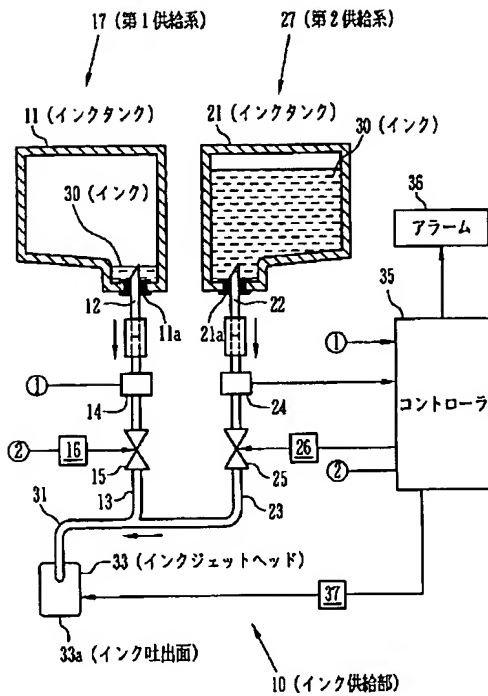 17 (第1供給系)
27 (第2供給系)
11 (インクタンク)
21 (インクタンク)
30 (インク)
30 (インク)
36
アラーム
12
11a
21a
22
35
①
①
コントローラ
14
24
②
16
26
②
15
25
13
23
31
33 (インクジェットヘッド)
37
33a (インク吐出面)
10 (インク供給部)